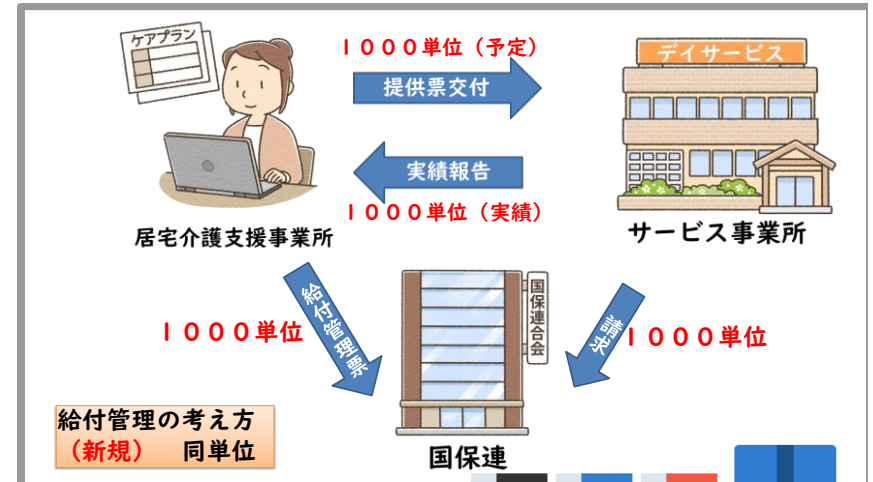 ケアプラン
1000単位（予定）
提供票交付
デイサービス
実績報告
1000単位（実績）
居宅介護支援事業所
サービス事業所
国保連合会
給付管理票
請求
1000単位
1000単位
給付管理の考え方
（新規） 同単位
国保連